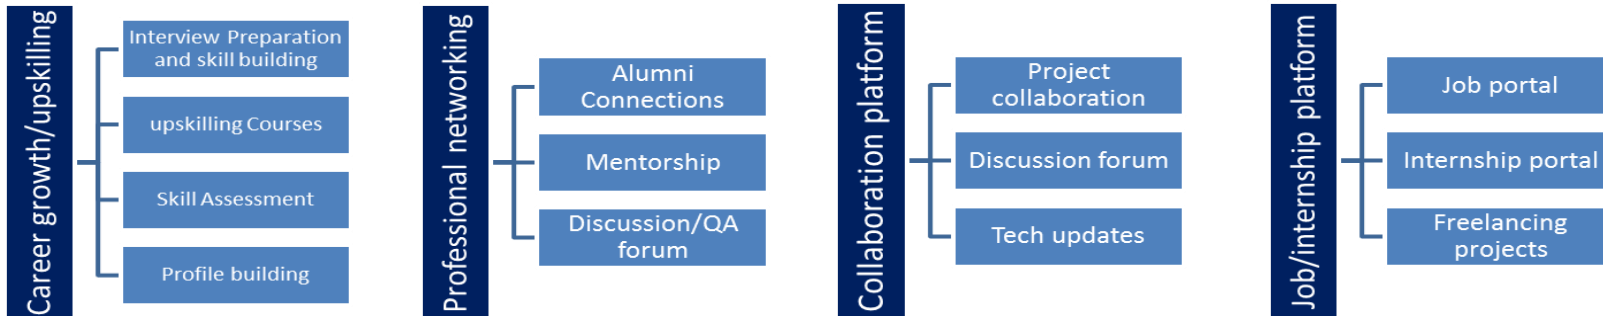 Career growth/upskilling
Interview Preparation
and skill building
upskilling Courses
Skill Assessment
Profile building
Professional networking
Alumni
Connections
Mentorship
Discussion/QA
forum
Collaboration platform
Project
collaboration
Discussion forum
Tech updates
Job/internship platform
Job portal
Internship portal
Freelancing
projects